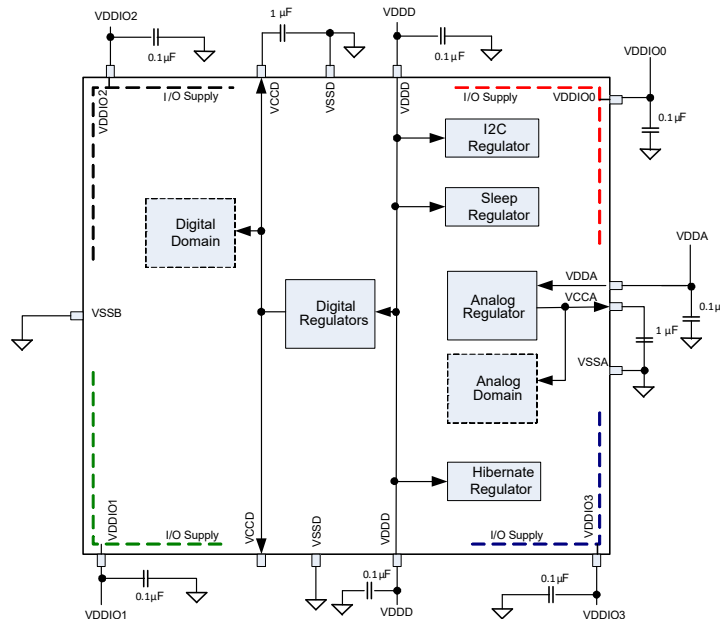 VDDIO2
0.1µF
1 µF
VDDD
0.1µF
VDDIO0
0.1µF
VDDIO2
I/O Supply
VCCD
VSSD
VDDD
I/O Supply
VDDIO0
I2C
Regulator
Sleep
Regulator
Digital
Domain
VDDA
VDDA
0.1µ
Digital
Regulators
Analog
Regulator
VCCA
1 µF
VSSB
VSSA
Analog
Domain
Hibernate
Regulator
VDDIO1
I/O Supply
VCCD
VSSD
VDDD
I/O Supply
VDDIO3
0.1µF
VDDIO1
0.1µF
VDDD
0.1µF
VDDIO3